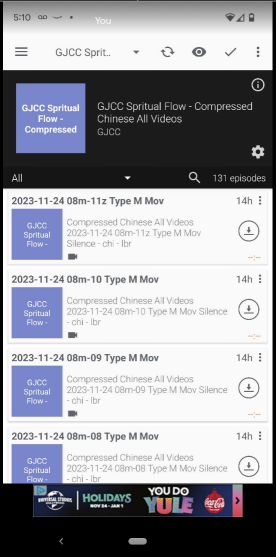 5:10
You
GJCC Sprit..
GJCC Spritual
Flow -
Compressed
GJCC Spritual Flow - Compressed
Chinese All Videos
GJCC
All
131 episodes
2023-11-24 08m-11z Type M Mov
14h
GJCC
Spritual
Flow -
Compressed Chinese All Videos
2023-11-24 08m-11z Type M Mov
Silence - chi - lbr
--:--
2023-11-24 08m-10 Type M Mov
14h
GJCC
Spritual
Flow -
Compressed Chinese All Videos
2023-11-24 08m-10 Type M Mov Silence
- chi - lbr
--:--
2023-11-24 08m-09 Type M Mov
14h
GJCC
Spritual
Flow -
Compressed Chinese All Videos
2023-11-24 08m-09 Type M Mov Silence
- chi - lbr
--:--
2023-11-24 08m-08 Type M Mov
14h
GJCC
Spritual
Flow -
Compressed Chinese All Videos
2023-11-24 08m-08 Type M Mov Silence
- chi - lbr
UNIVERSAL STUDIOS
HOLIDAYS
NOV 24 - JAN 1
YOU DO
YULE
Coca-Cola